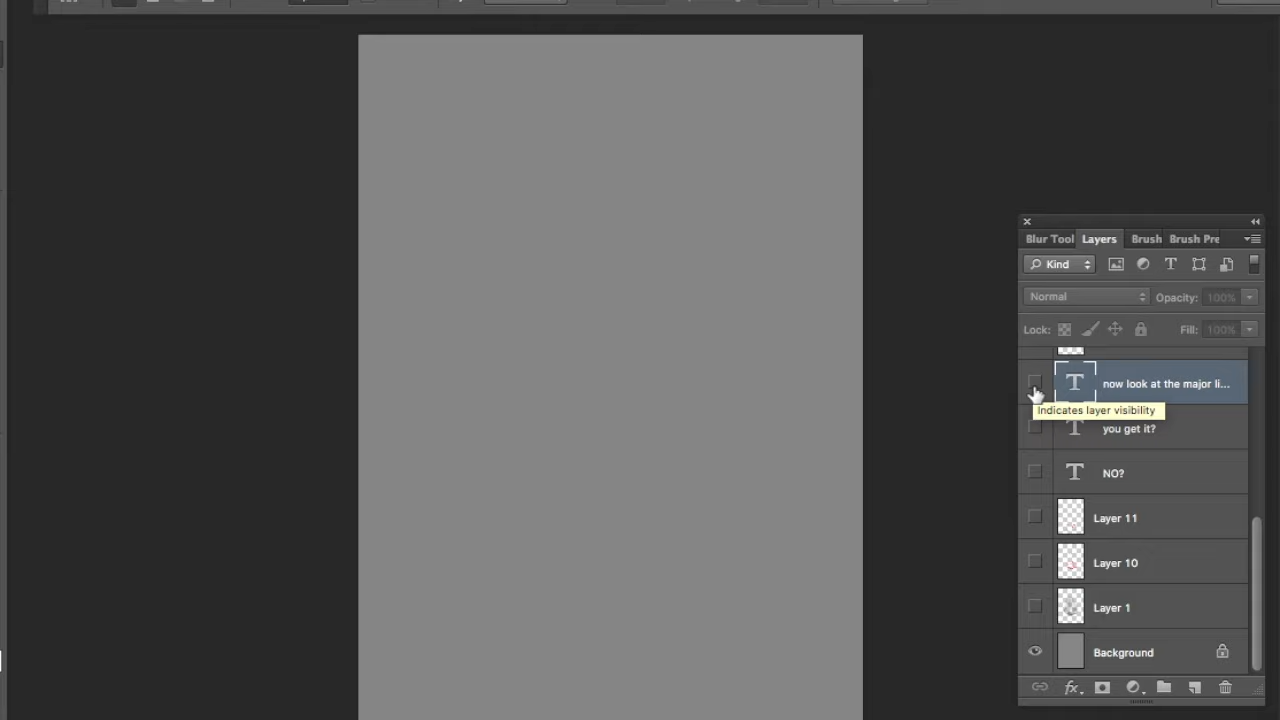 Blur Tool Layers Brush Brush Pre
Kind T
Normal Opacity: 100%
Lock: Fill: 100%
T now look at the major li...
Indicates layer visibility
T you get it?
T NO?
Layer 11
Layer 10
Layer 1
Background
fx